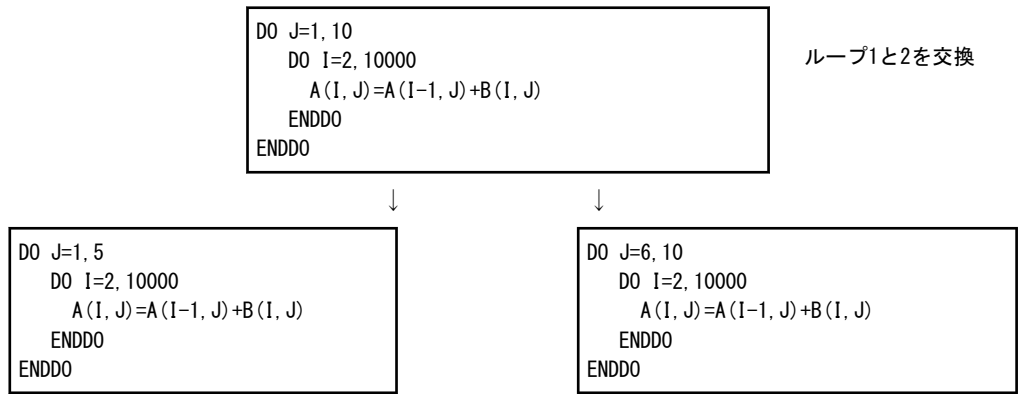 DO J=1,10
DO I=2,10000
A(I,J)=A(I-1,J)+B(I,J)
ENDDO
ENDDO
ループ1と2を交換
↓ ↓
DO J=1,5
DO I=2,10000
A(I,J)=A(I-1,J)+B(I,J)
ENDDO
ENDDO
DO J=6,10
DO I=2,10000
A(I,J)=A(I-1,J)+B(I,J)
ENDDO
ENDDO